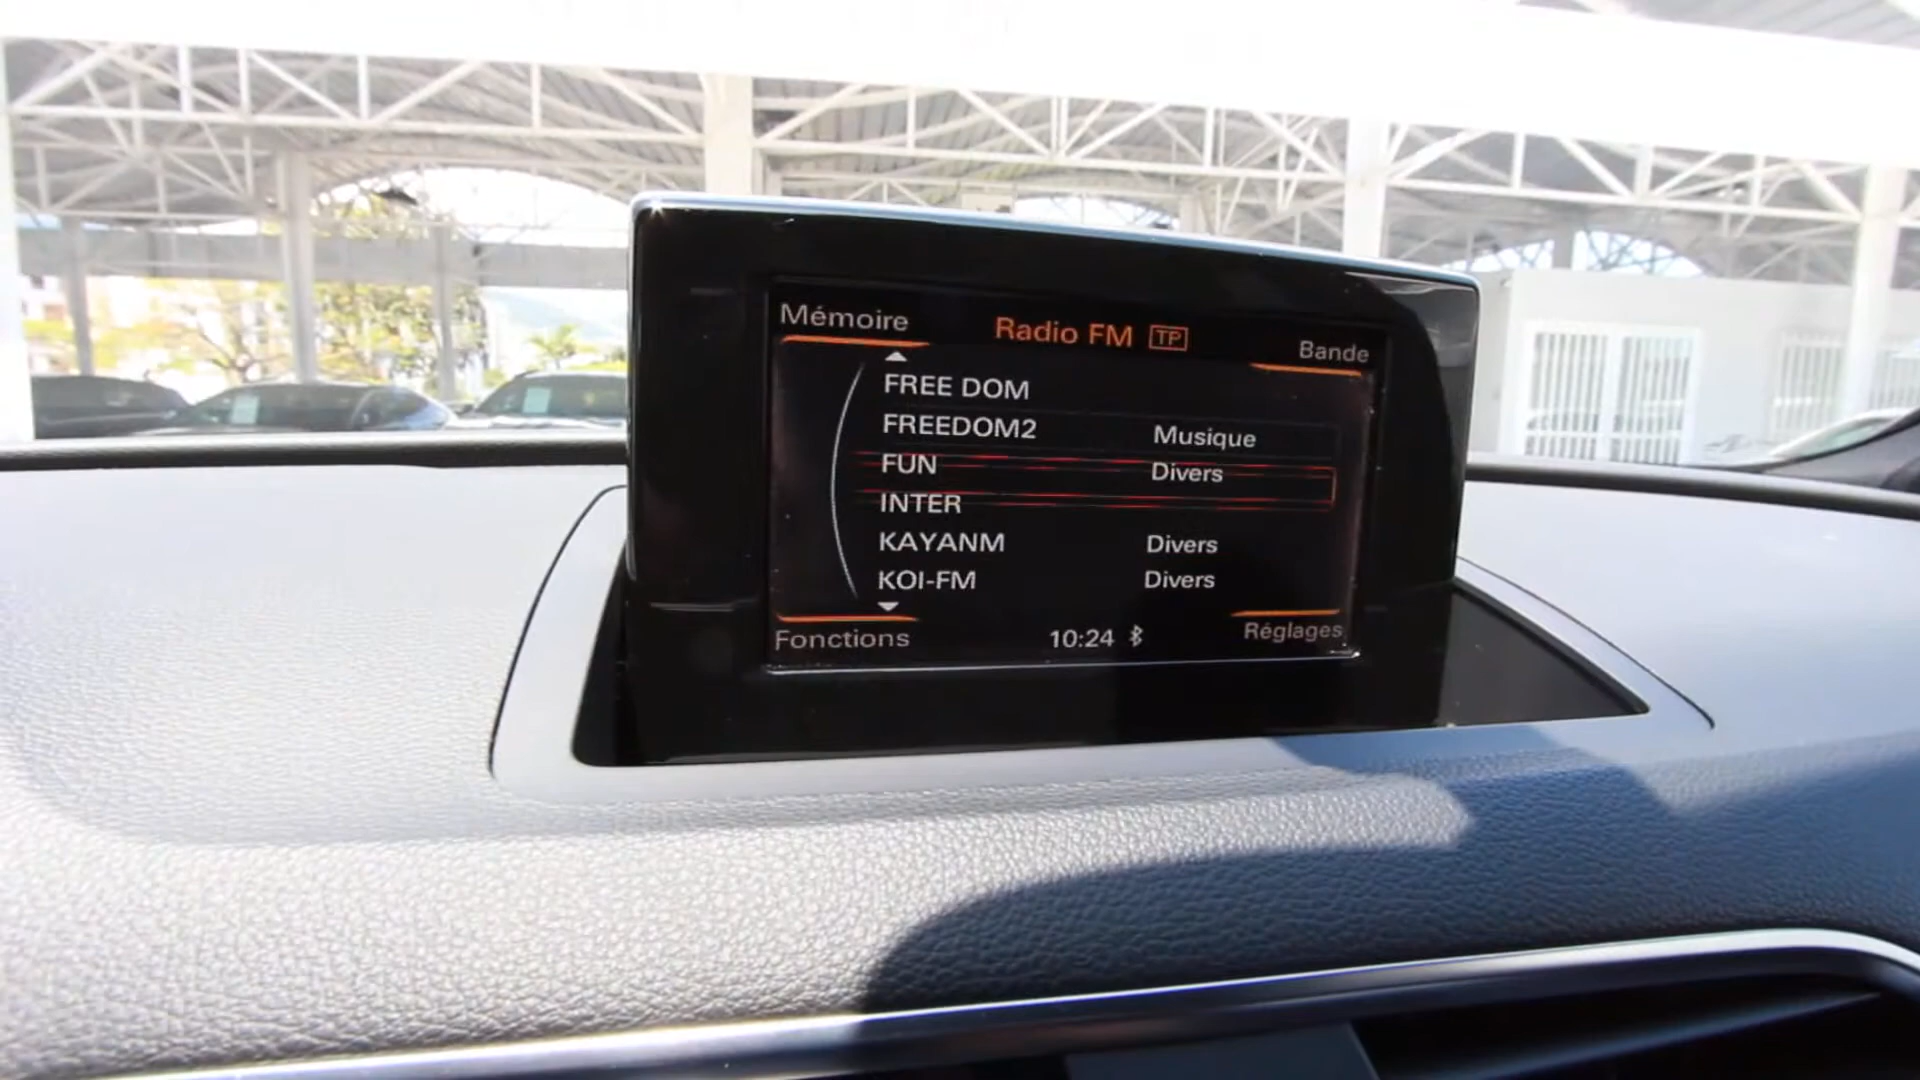 Mémoire Radio FM TP Bande
FREE DOM
FREEDOM2 Musique
FUN Divers
INTER
KAYANM Divers
KOI-FM Divers
Fonctions 10:24 Réglages